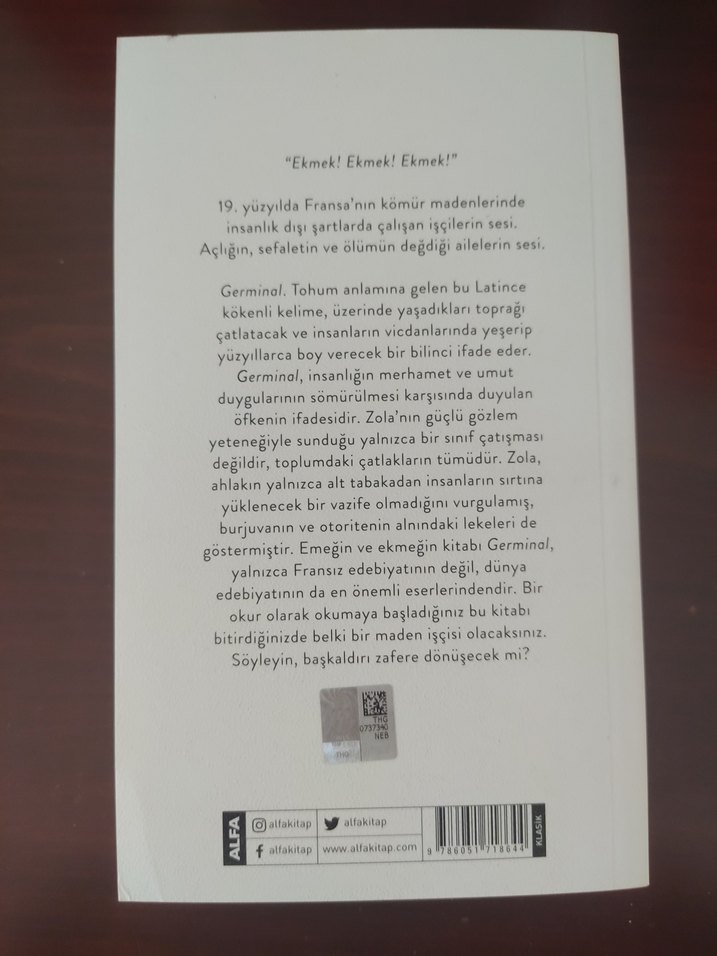 “Ekmek! Ekmek! Ekmek!”
19. yüzyılda Fransa’nın kömür madenlerinde
insanlık dışı şartlarda çalışan işçilerin sesi.
Açlığın, sefaletin ve ölümün değdiği ailelerin sesi.
Germinal. Tohum anlamına gelen bu Latince
kökenli kelime, üzerinde yaşadıkları toprağı
çatlatacak ve insanların vicdanlarında yeşerip
yüzyıllarca boy verecek bir bilinci ifade eder.
Germinal, insanlığın merhamet ve umut
duygularının sömürülmesi karşısında duyulan
öfkenin ifadesidir. Zola’nın güçlü gözlem
yeteneğiyle sunduğu yalnızca bir sınıf çatışması
değildir, toplumdaki çatlakların tümüdür. Zola,
ahlakın yalnızca alt tabakadan insanların sırtına
yüklenecek bir vazife olmadığını vurgulamış,
burjuvanın ve otoritenin alnındaki lekeleri de
göstermiştir. Emeğin ve ekmeğin kitabı Germinal,
yalnızca Fransız edebiyatının değil, dünya
edebiyatının da en önemli eserlerindendir. Bir
okur olarak okumaya başladığınız bu kitabı
bitirdiğinizde belki bir maden işçisi olacaksınız.
Söyleyin, başkaldırı zafere dönüşecek mi?
THG
0737340
NEB
THG
ALFA
alfakitap
alfakitap
alfakitap
www.alfakitap.com
9 786051 718644
KLASİK